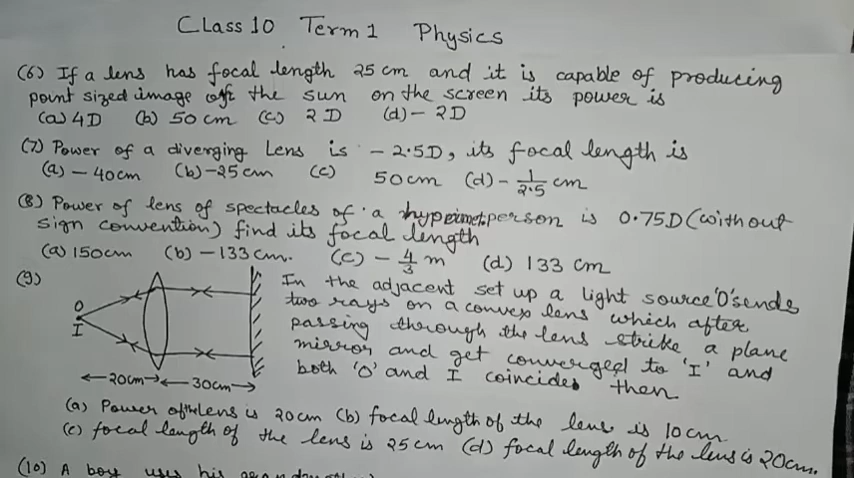 Class 10 Term 1 Physics
(6) If a lens has focal length 25 cm and it is capable of producing
point sized image of the sun on the screen its power is
(a) 4D (b) 50 cm (c) 2D (d) - 2D
(7) Power of a diverging Lens is - 2.5D, its focal length is
(a) - 40cm (b) -25cm (c) 50cm (d) - 1/2.5 cm
(8) Power of lens of spectacles of a person is 0.75D (without
sign convention) find its focal length
(a) 150cm (b) - 133 cm. (c) - 4/3 m (d) 133 cm
(9) In the adjacent set up a light source 'O' sends
two rays on a convex lens which after
passing through the lens strike a plane
mirror and get converged to 'I' and
both 'O' and I coincides then
O
I
20cm 30cm
(a) Power of the lens is 20cm (b) focal length of the lens is 10cm
(c) focal length of the lens is 25cm (d) focal length of the lens is 20cm.
(10) A boy uses his